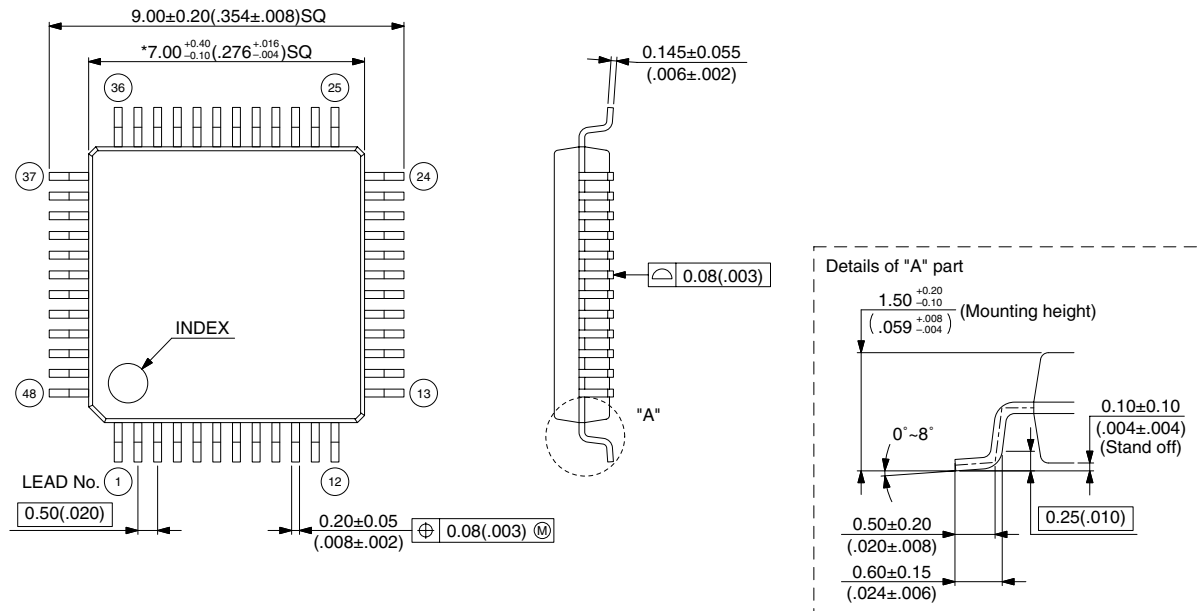 9.00±0.20(.354±.008)SQ
*7.00 +0.40 -0.10 (.276 +.016 -.004)SQ
36
25
37
24
INDEX
48
13
LEAD No.
1
12
0.50(.020)
0.20±0.05
(.008±.002)
⌖ 0.08(.003) Ⓜ
0.145±0.055
(.006±.002)
⌓ 0.08(.003)
"A"
Details of "A" part
1.50 +0.20 -0.10
(.059 +.008 -.004)
(Mounting height)
0°~8°
0.10±0.10
(.004±.004)
(Stand off)
0.50±0.20
(.020±.008)
0.25(.010)
0.60±0.15
(.024±.006)